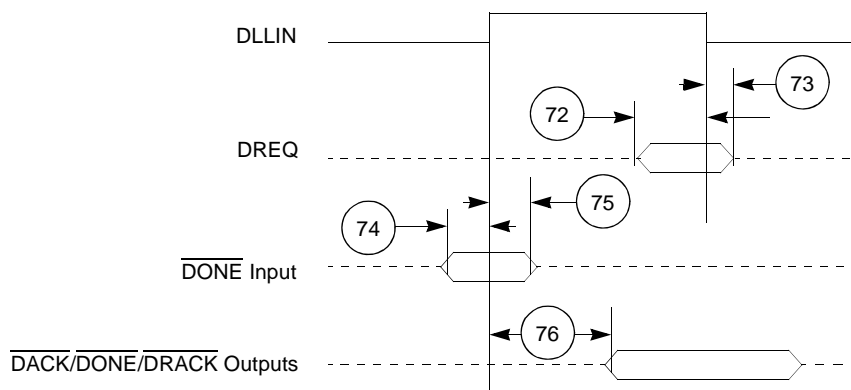 DLLIN
73
72
DREQ
75
74
DONE Input
76
DACK/DONE/DRACK Outputs